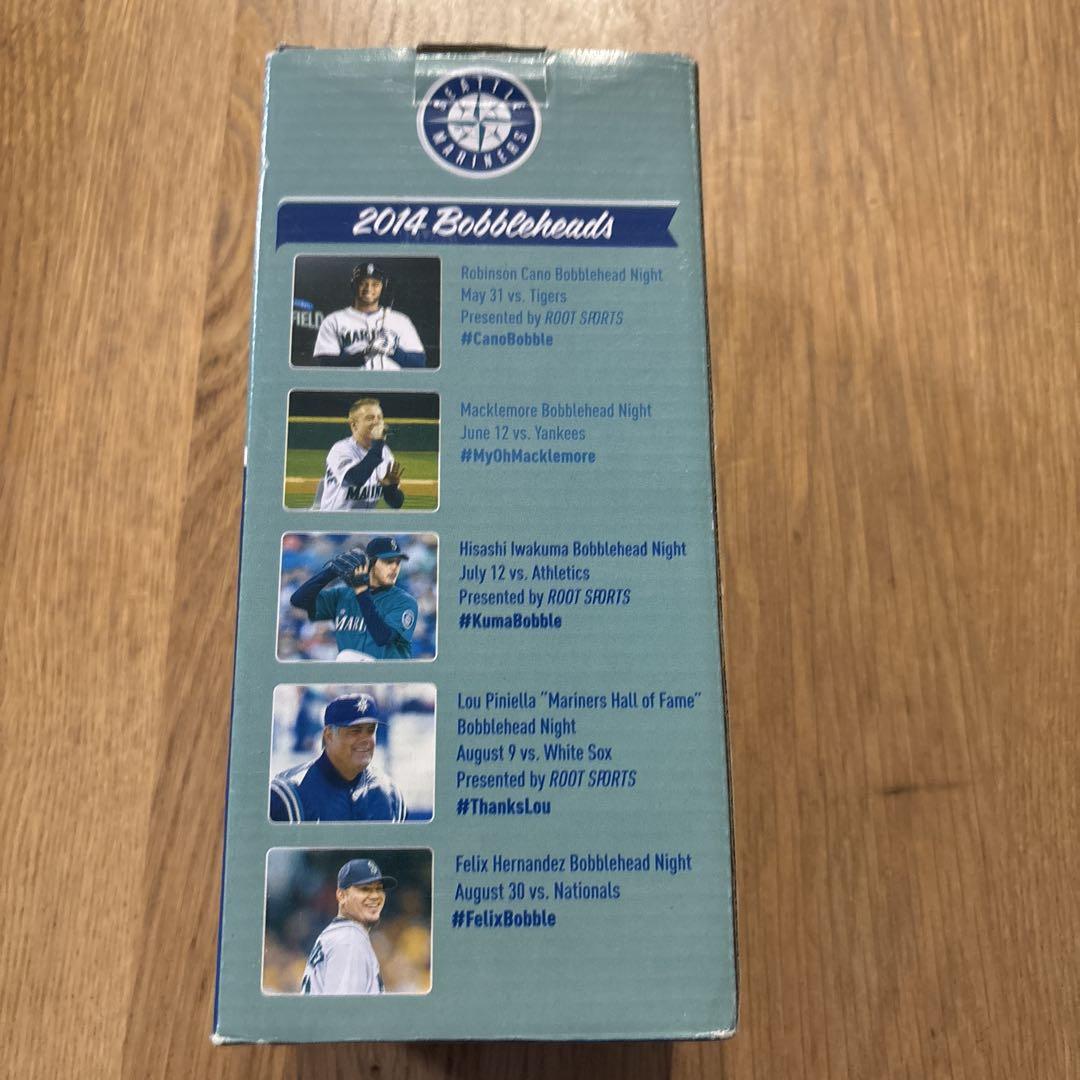 SEATTLE
MARINERS
2014 Bobbleheads
FIELD
Robinson Cano Bobblehead Night
May 31 vs. Tigers
Presented by ROOT SPORTS
#CanoBobble
Macklemore Bobblehead Night
June 12 vs. Yankees
#MyOhMacklemore
Hisashi Iwakuma Bobblehead Night
July 12 vs. Athletics
Presented by ROOT SPORTS
#KumaBobble
Lou Piniella "Mariners Hall of Fame"
Bobblehead Night
August 9 vs. White Sox
Presented by ROOT SPORTS
#ThanksLou
Felix Hernandez Bobblehead Night
August 30 vs. Nationals
#FelixBobble